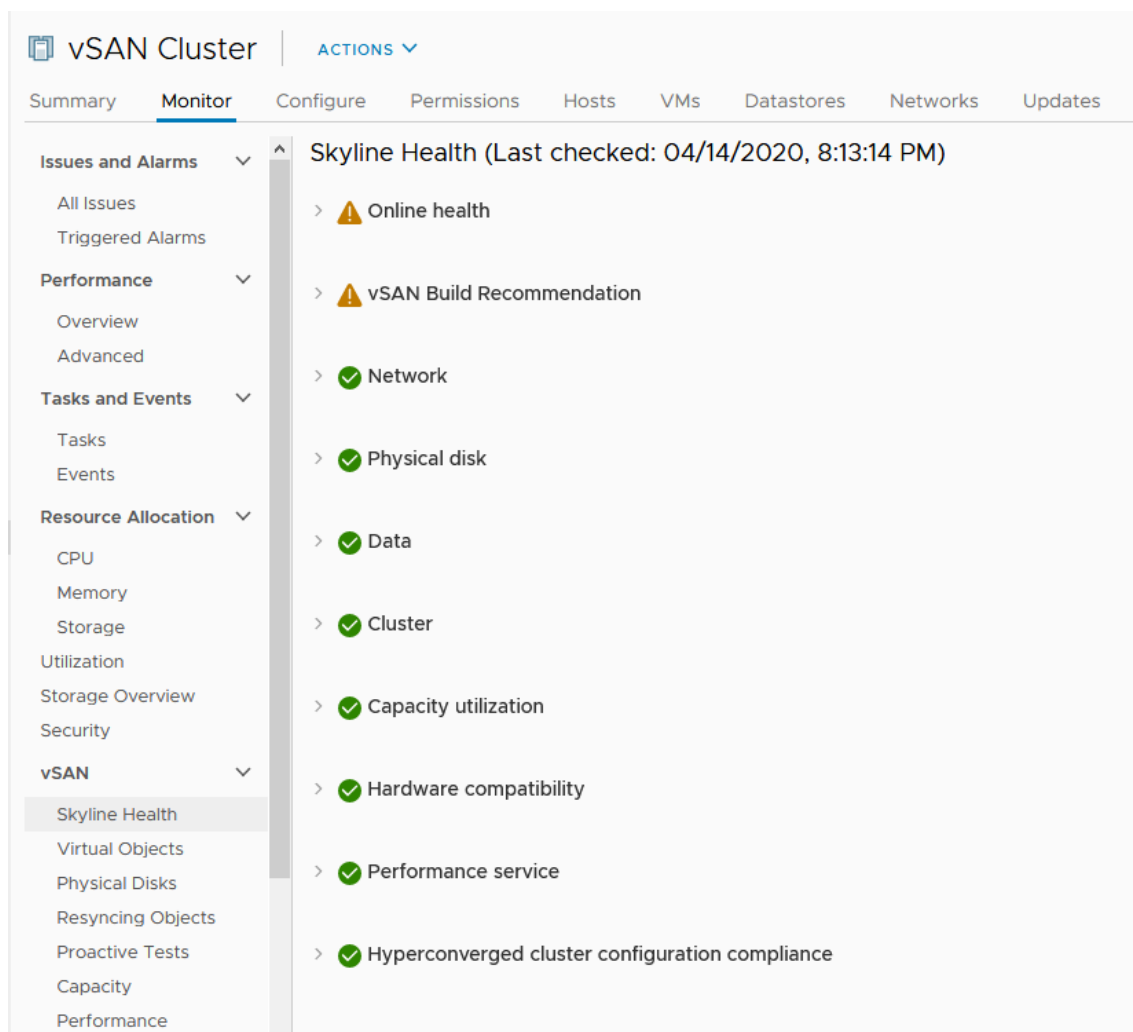 vSAN Cluster ACTIONS
Summary Monitor Configure Permissions Hosts VMs Datastores Networks Updates
Issues and Alarms
All Issues
Triggered Alarms
Performance
Overview
Advanced
Tasks and Events
Tasks
Events
Resource Allocation
CPU
Memory
Storage
Utilization
Storage Overview
Security
vSAN
Skyline Health
Virtual Objects
Physical Disks
Resyncing Objects
Proactive Tests
Capacity
Performance
Skyline Health (Last checked: 04/14/2020, 8:13:14 PM)
Online health
vSAN Build Recommendation
Network
Physical disk
Data
Cluster
Capacity utilization
Hardware compatibility
Performance service
Hyperconverged cluster configuration compliance